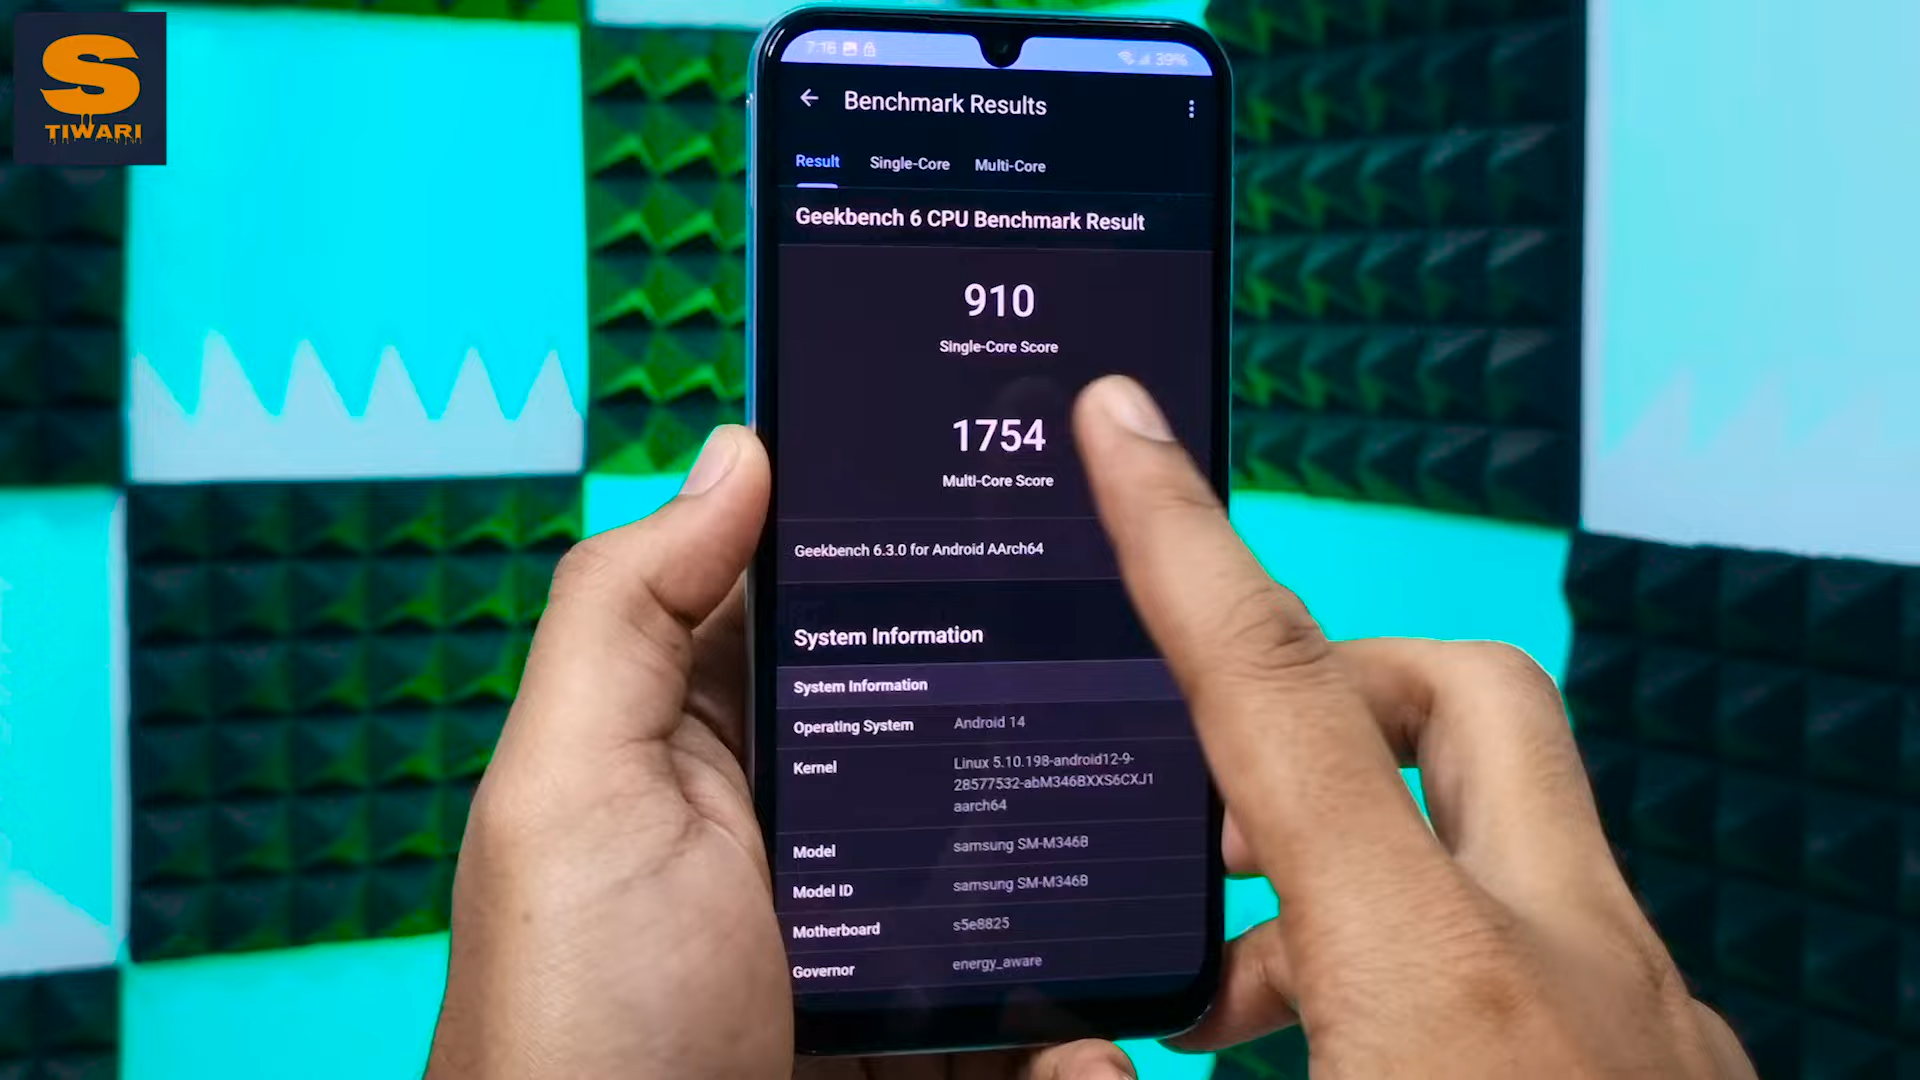 S
TIWARI
7:16
39%
Benchmark Results
Result Single-Core Multi-Core
Geekbench 6 CPU Benchmark Result
910
Single-Core Score
1754
Multi-Core Score
Geekbench 6.3.0 for Android AArch64
System Information
System Information
Operating System Android 14
Kernel Linux 5.10.198-android12-9-
28577532-abM346BXXS6CXJ1
aarch64
Model samsung SM-M346B
Model ID samsung SM-M346B
Motherboard s5e8825
Governor energy_aware